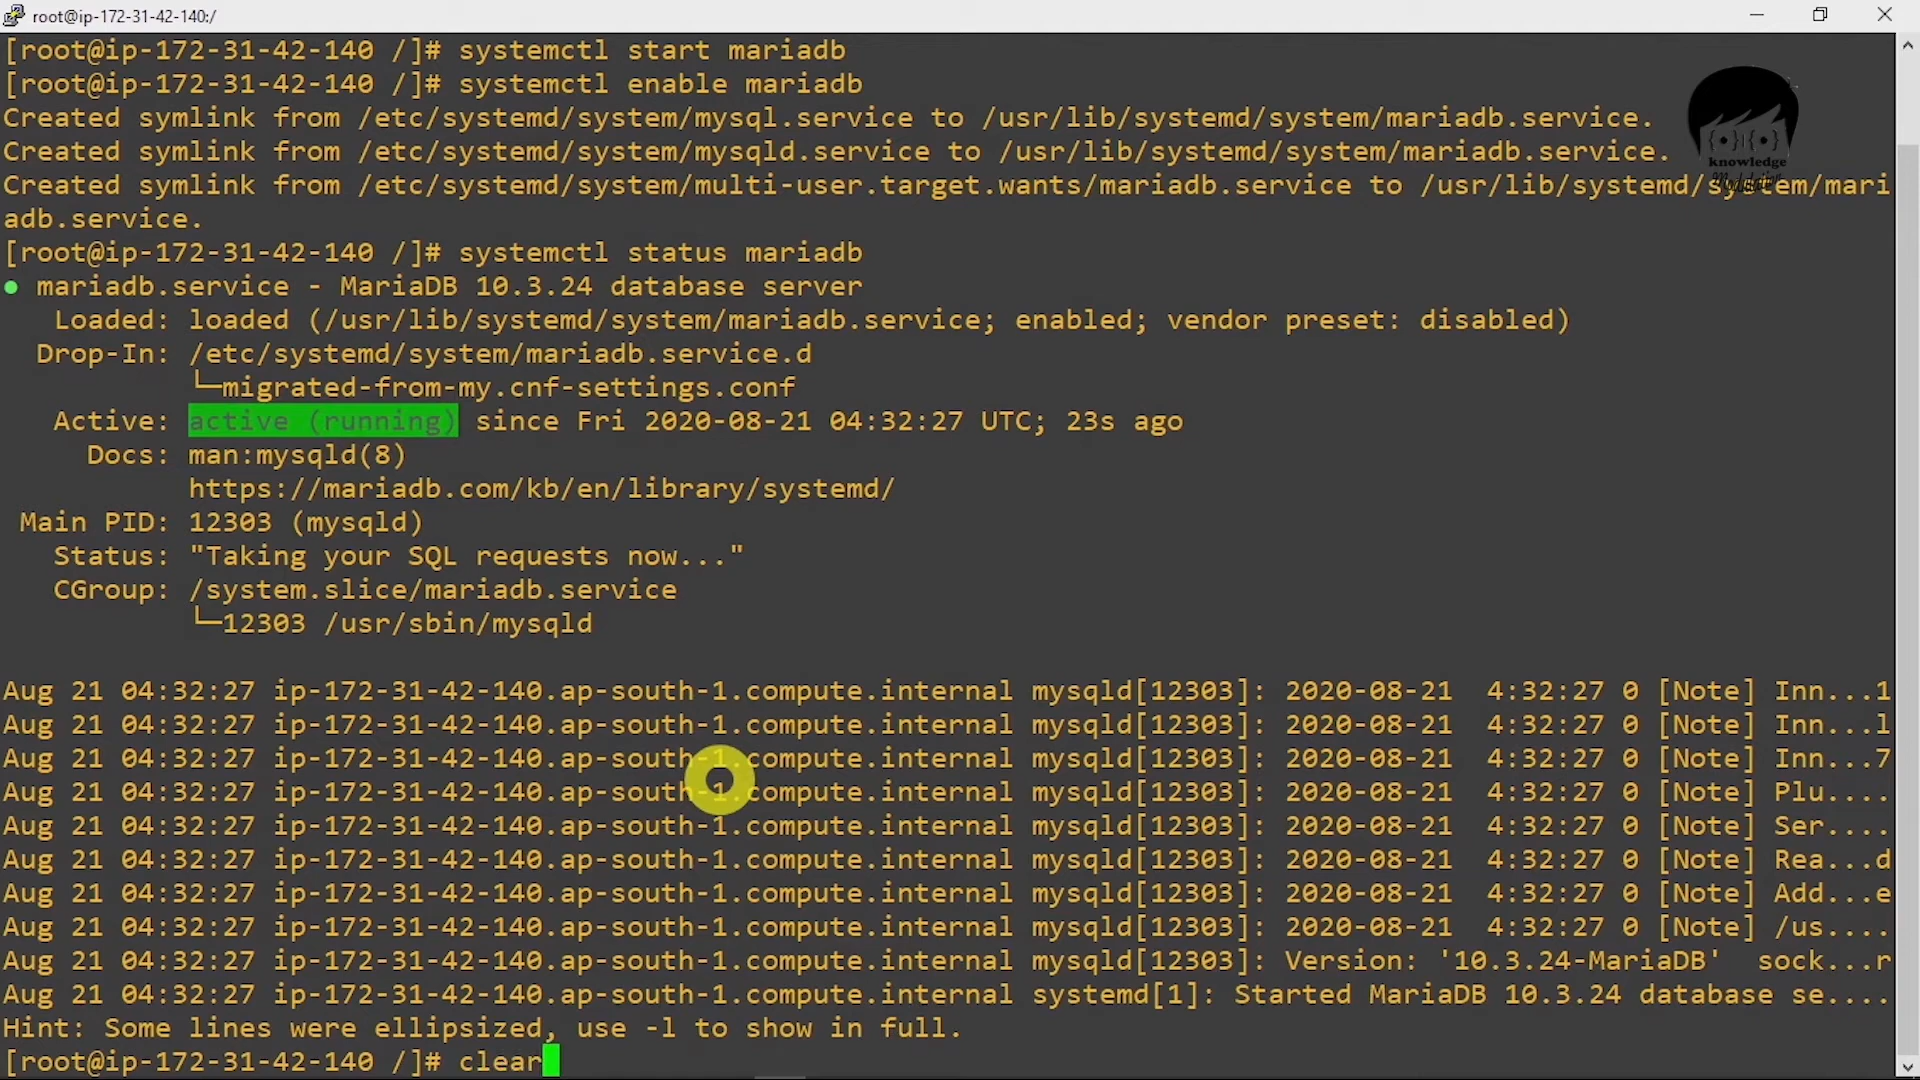 root@ip-172-31-42-140:/
[root@ip-172-31-42-140 /]# systemctl start mariadb
[root@ip-172-31-42-140 /]# systemctl enable mariadb
Created symlink from /etc/systemd/system/mysql.service to /usr/lib/systemd/system/mariadb.service.
Created symlink from /etc/systemd/system/mysqld.service to /usr/lib/systemd/system/mariadb.service.
Created symlink from /etc/systemd/system/multi-user.target.wants/mariadb.service to /usr/lib/systemd/system/mari
adb.service.
[root@ip-172-31-42-140 /]# systemctl status mariadb
● mariadb.service - MariaDB 10.3.24 database server
Loaded: loaded (/usr/lib/systemd/system/mariadb.service; enabled; vendor preset: disabled)
Drop-In: /etc/systemd/system/mariadb.service.d
└─migrated-from-my.cnf-settings.conf
Active: active (running) since Fri 2020-08-21 04:32:27 UTC; 23s ago
Docs: man:mysqld(8)
https://mariadb.com/kb/en/library/systemd/
Main PID: 12303 (mysqld)
Status: "Taking your SQL requests now..."
CGroup: /system.slice/mariadb.service
└─12303 /usr/sbin/mysqld
Aug 21 04:32:27 ip-172-31-42-140.ap-south-1.compute.internal mysqld[12303]: 2020-08-21  4:32:27 0 [Note] Inn...1
Aug 21 04:32:27 ip-172-31-42-140.ap-south-1.compute.internal mysqld[12303]: 2020-08-21  4:32:27 0 [Note] Inn...l
Aug 21 04:32:27 ip-172-31-42-140.ap-south-1.compute.internal mysqld[12303]: 2020-08-21  4:32:27 0 [Note] Inn...7
Aug 21 04:32:27 ip-172-31-42-140.ap-south-1.compute.internal mysqld[12303]: 2020-08-21  4:32:27 0 [Note] Plu....
Aug 21 04:32:27 ip-172-31-42-140.ap-south-1.compute.internal mysqld[12303]: 2020-08-21  4:32:27 0 [Note] Ser....
Aug 21 04:32:27 ip-172-31-42-140.ap-south-1.compute.internal mysqld[12303]: 2020-08-21  4:32:27 0 [Note] Rea...d
Aug 21 04:32:27 ip-172-31-42-140.ap-south-1.compute.internal mysqld[12303]: 2020-08-21  4:32:27 0 [Note] Add...e
Aug 21 04:32:27 ip-172-31-42-140.ap-south-1.compute.internal mysqld[12303]: 2020-08-21  4:32:27 0 [Note] /us....
Aug 21 04:32:27 ip-172-31-42-140.ap-south-1.compute.internal mysqld[12303]: Version: '10.3.24-MariaDB'  sock...r
Aug 21 04:32:27 ip-172-31-42-140.ap-south-1.compute.internal systemd[1]: Started MariaDB 10.3.24 database se....
Hint: Some lines were ellipsized, use -l to show in full.
[root@ip-172-31-42-140 /]# clear
knowledge
Modulation